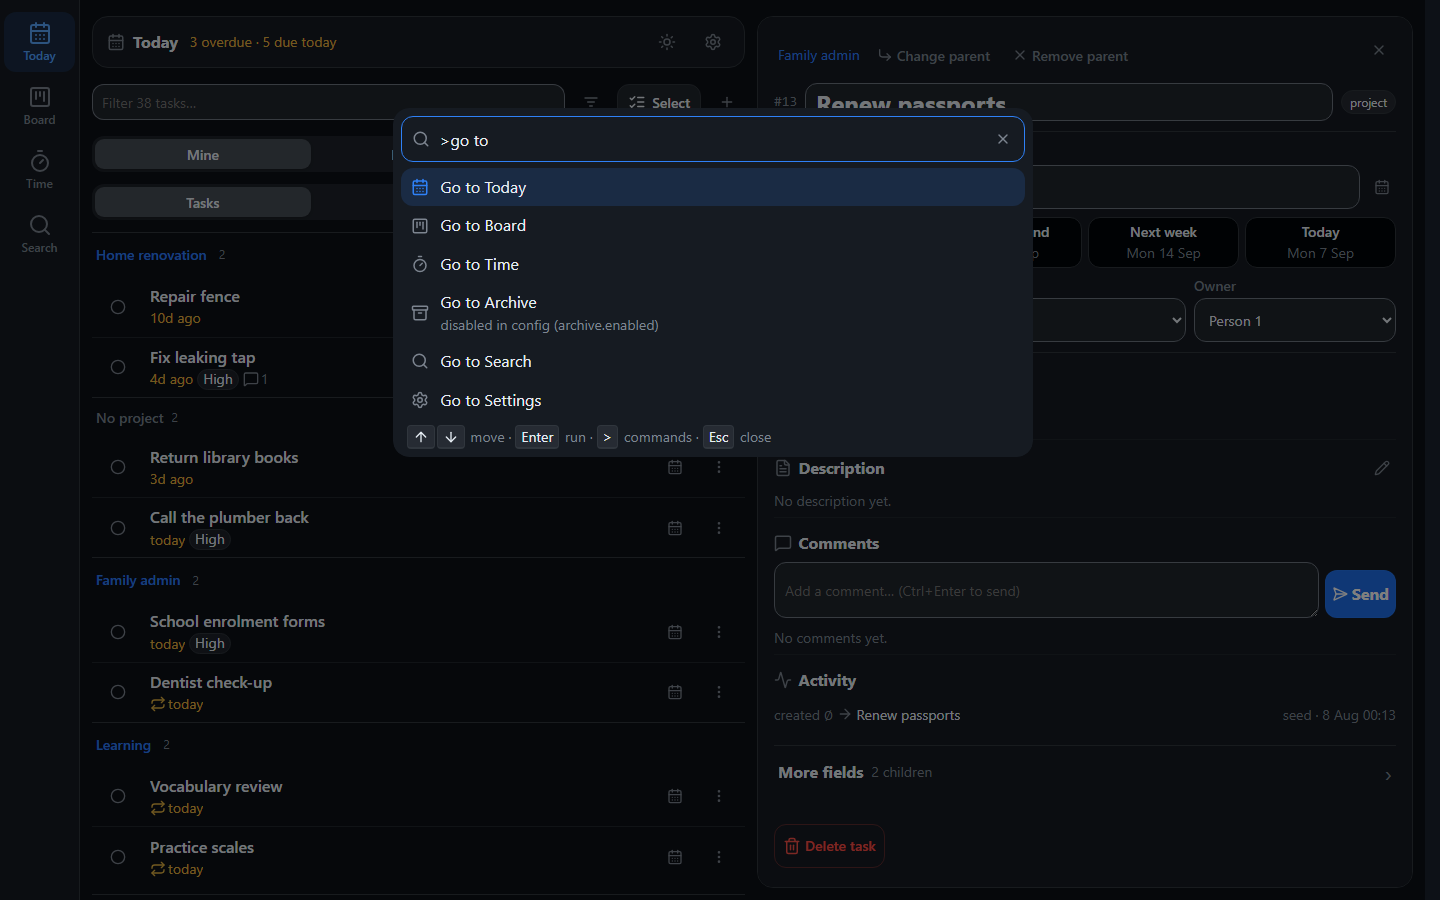 Today
Board
Time
Search
Today 3 overdue · 5 due today
Filter 38 tasks...
Select
Mine
Tasks
Home renovation 2
Repair fence
10d ago
Fix leaking tap
4d ago High 1
No project 2
Return library books
3d ago
Call the plumber back
today High
Family admin 2
School enrolment forms
today High
Dentist check-up
today
Learning 2
Vocabulary review
today
Practice scales
today
>go to
Go to Today
Go to Board
Go to Time
Go to Archive
disabled in config (archive.enabled)
Go to Search
Go to Settings
↑ ↓ move · Enter run · > commands · Esc close
Family admin Change parent Remove parent
#13 Renew passports project
Next week
Mon 14 Sep
Today
Mon 7 Sep
Owner
Person 1
Description
No description yet.
Comments
Add a comment... (Ctrl+Enter to send)
Send
No comments yet.
Activity
created ∅ → Renew passports seed · 8 Aug 00:13
More fields 2 children
Delete task